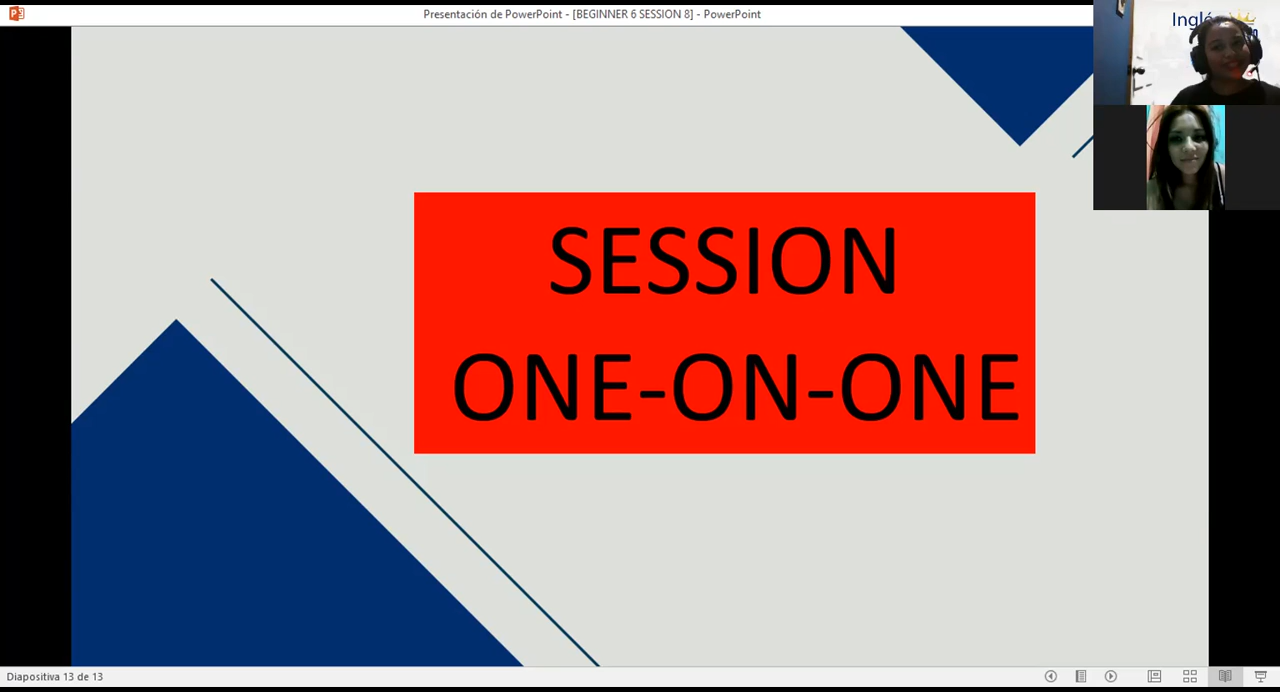 Presentación de PowerPoint - [BEGINNER 6 SESSION 8] - PowerPoint
SESSION
ONE-ON-ONE
Diapositiva 13 de 13